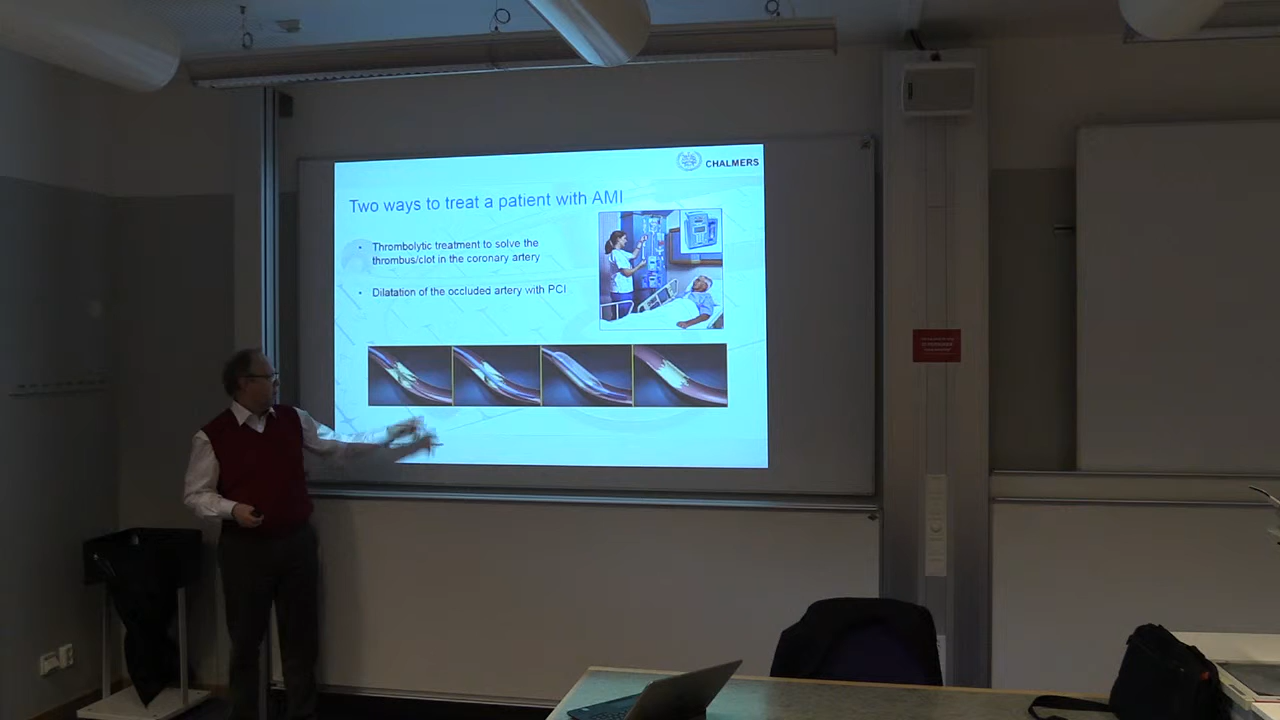 CHALMERS
Two ways to treat a patient with AMI
• Thrombolytic treatment to solve the
thrombus/clot in the coronary artery
• Dilatation of the occluded artery with PCI